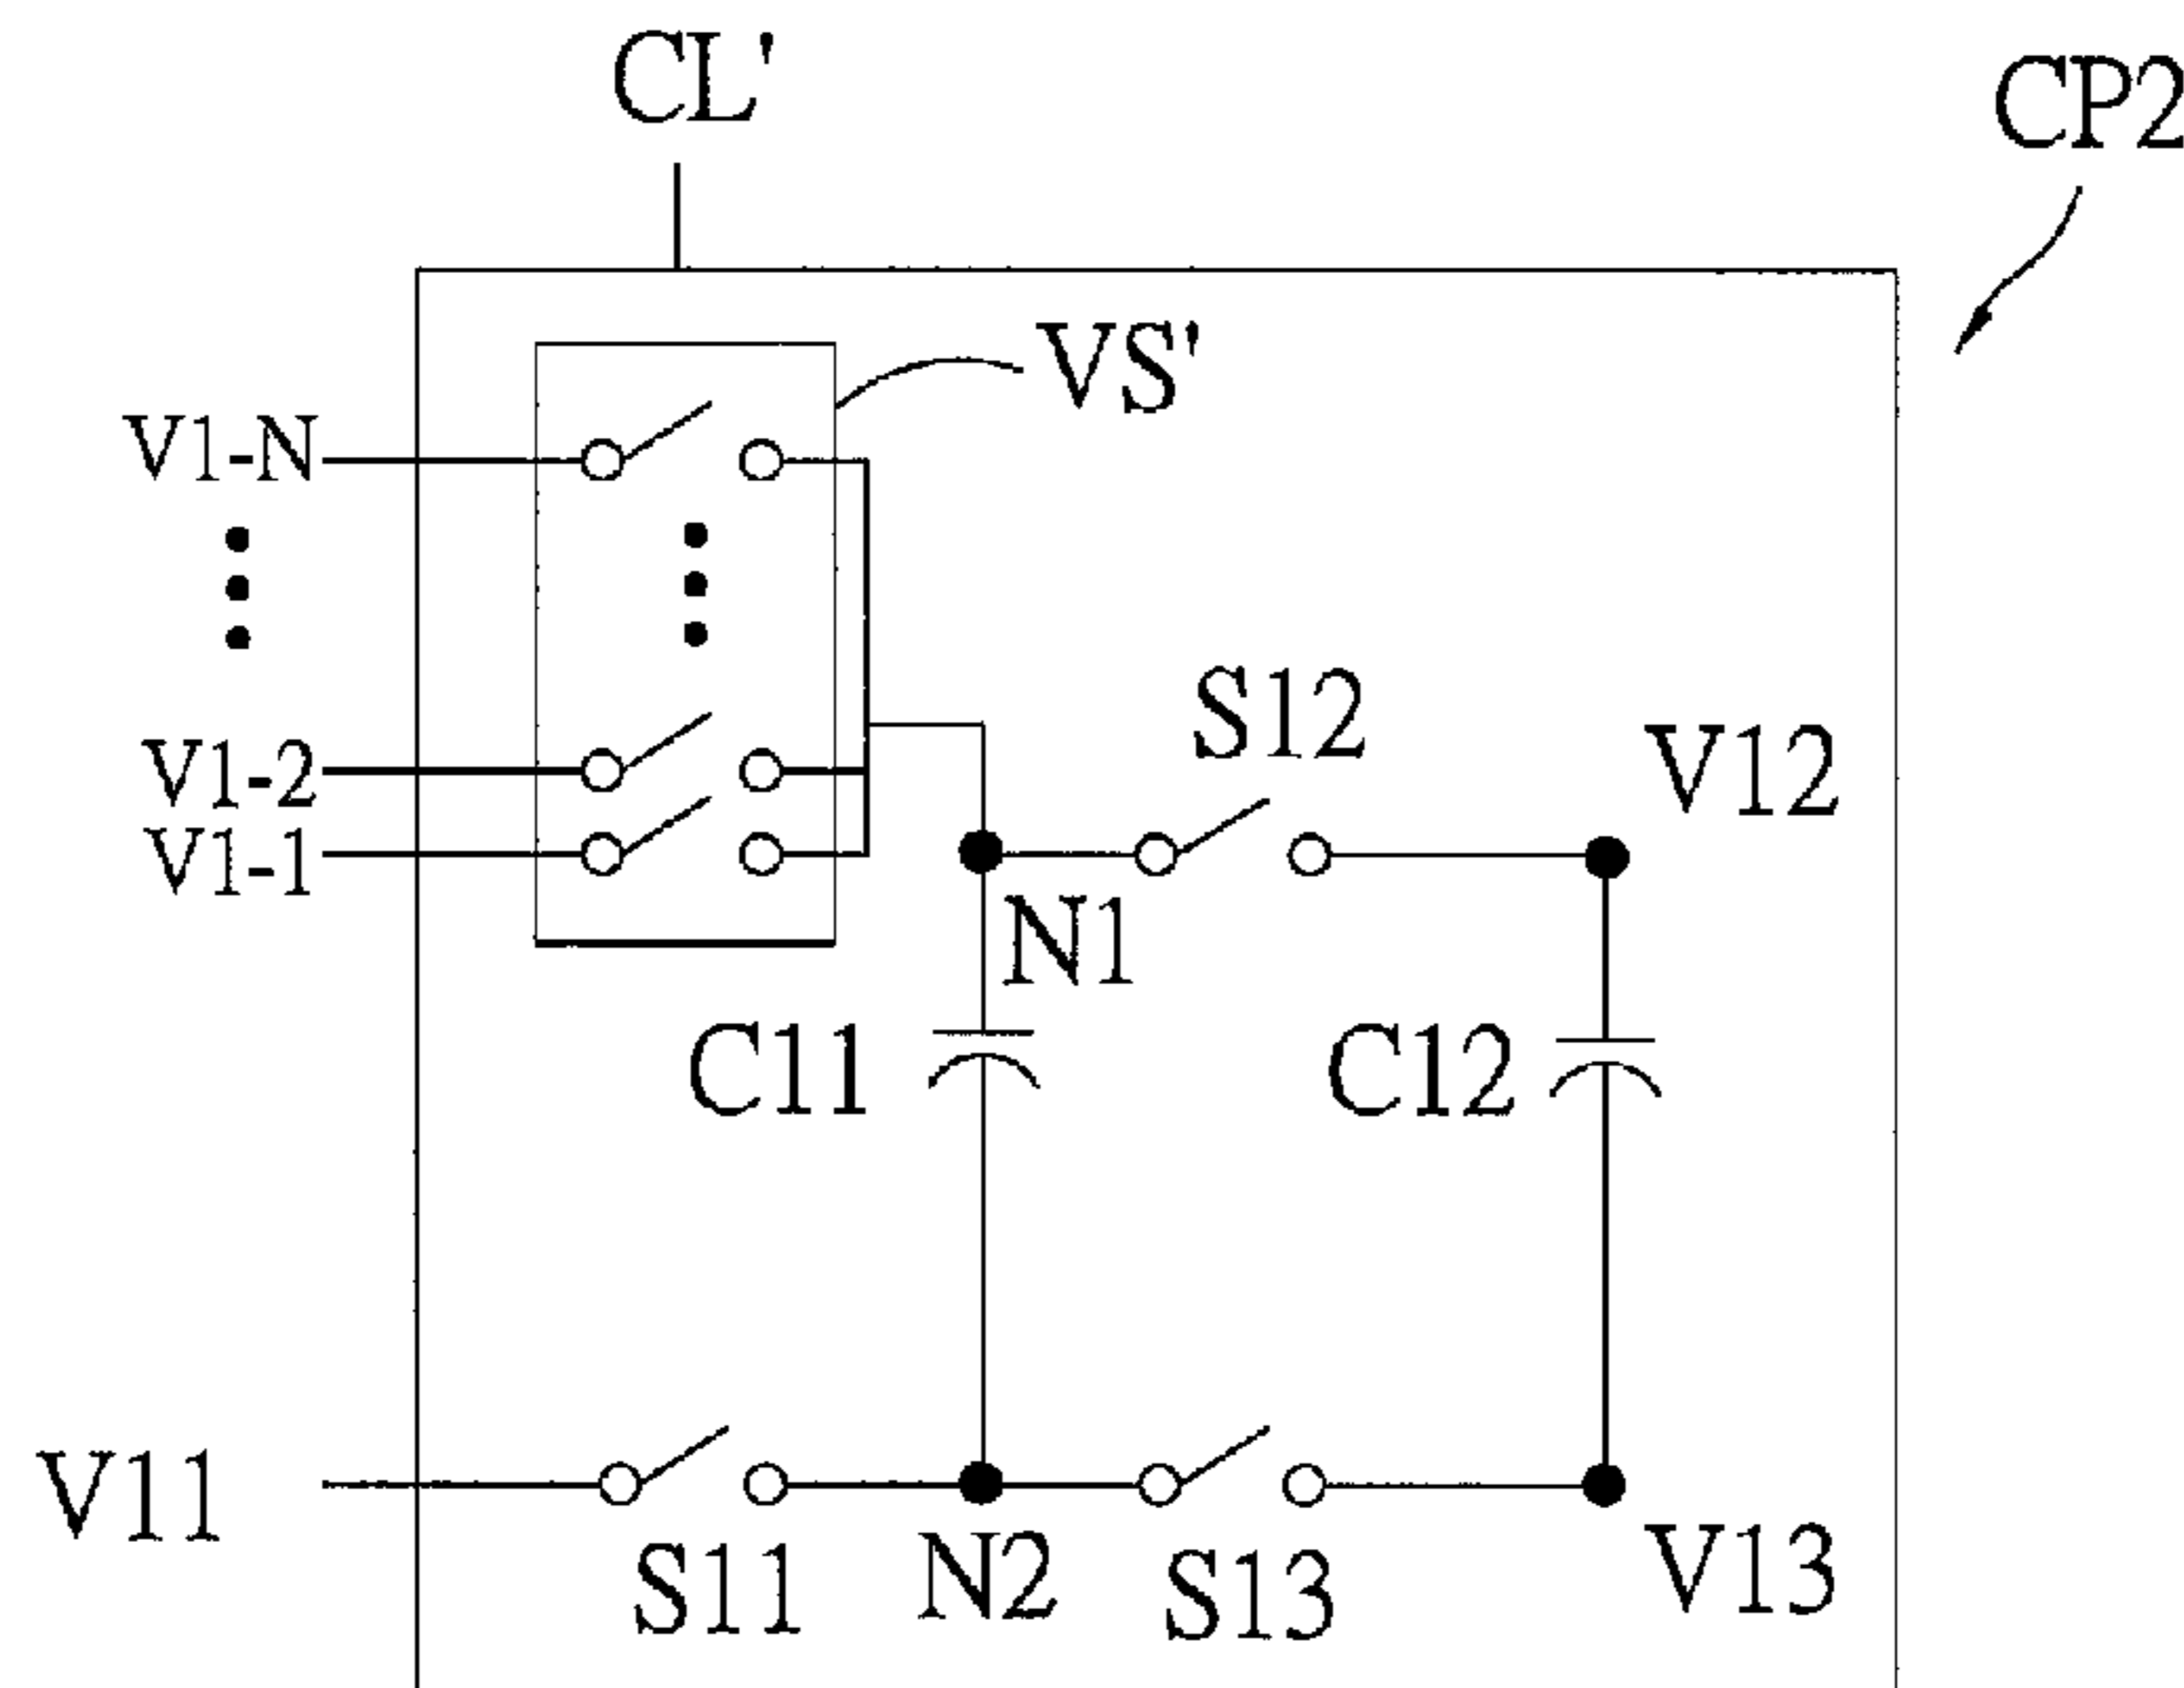 CL'
CP2
VS'
V1-N
S12
V12
V1-2
V1-1
N1
C11
C12
V11
S11
N2
S13
V13